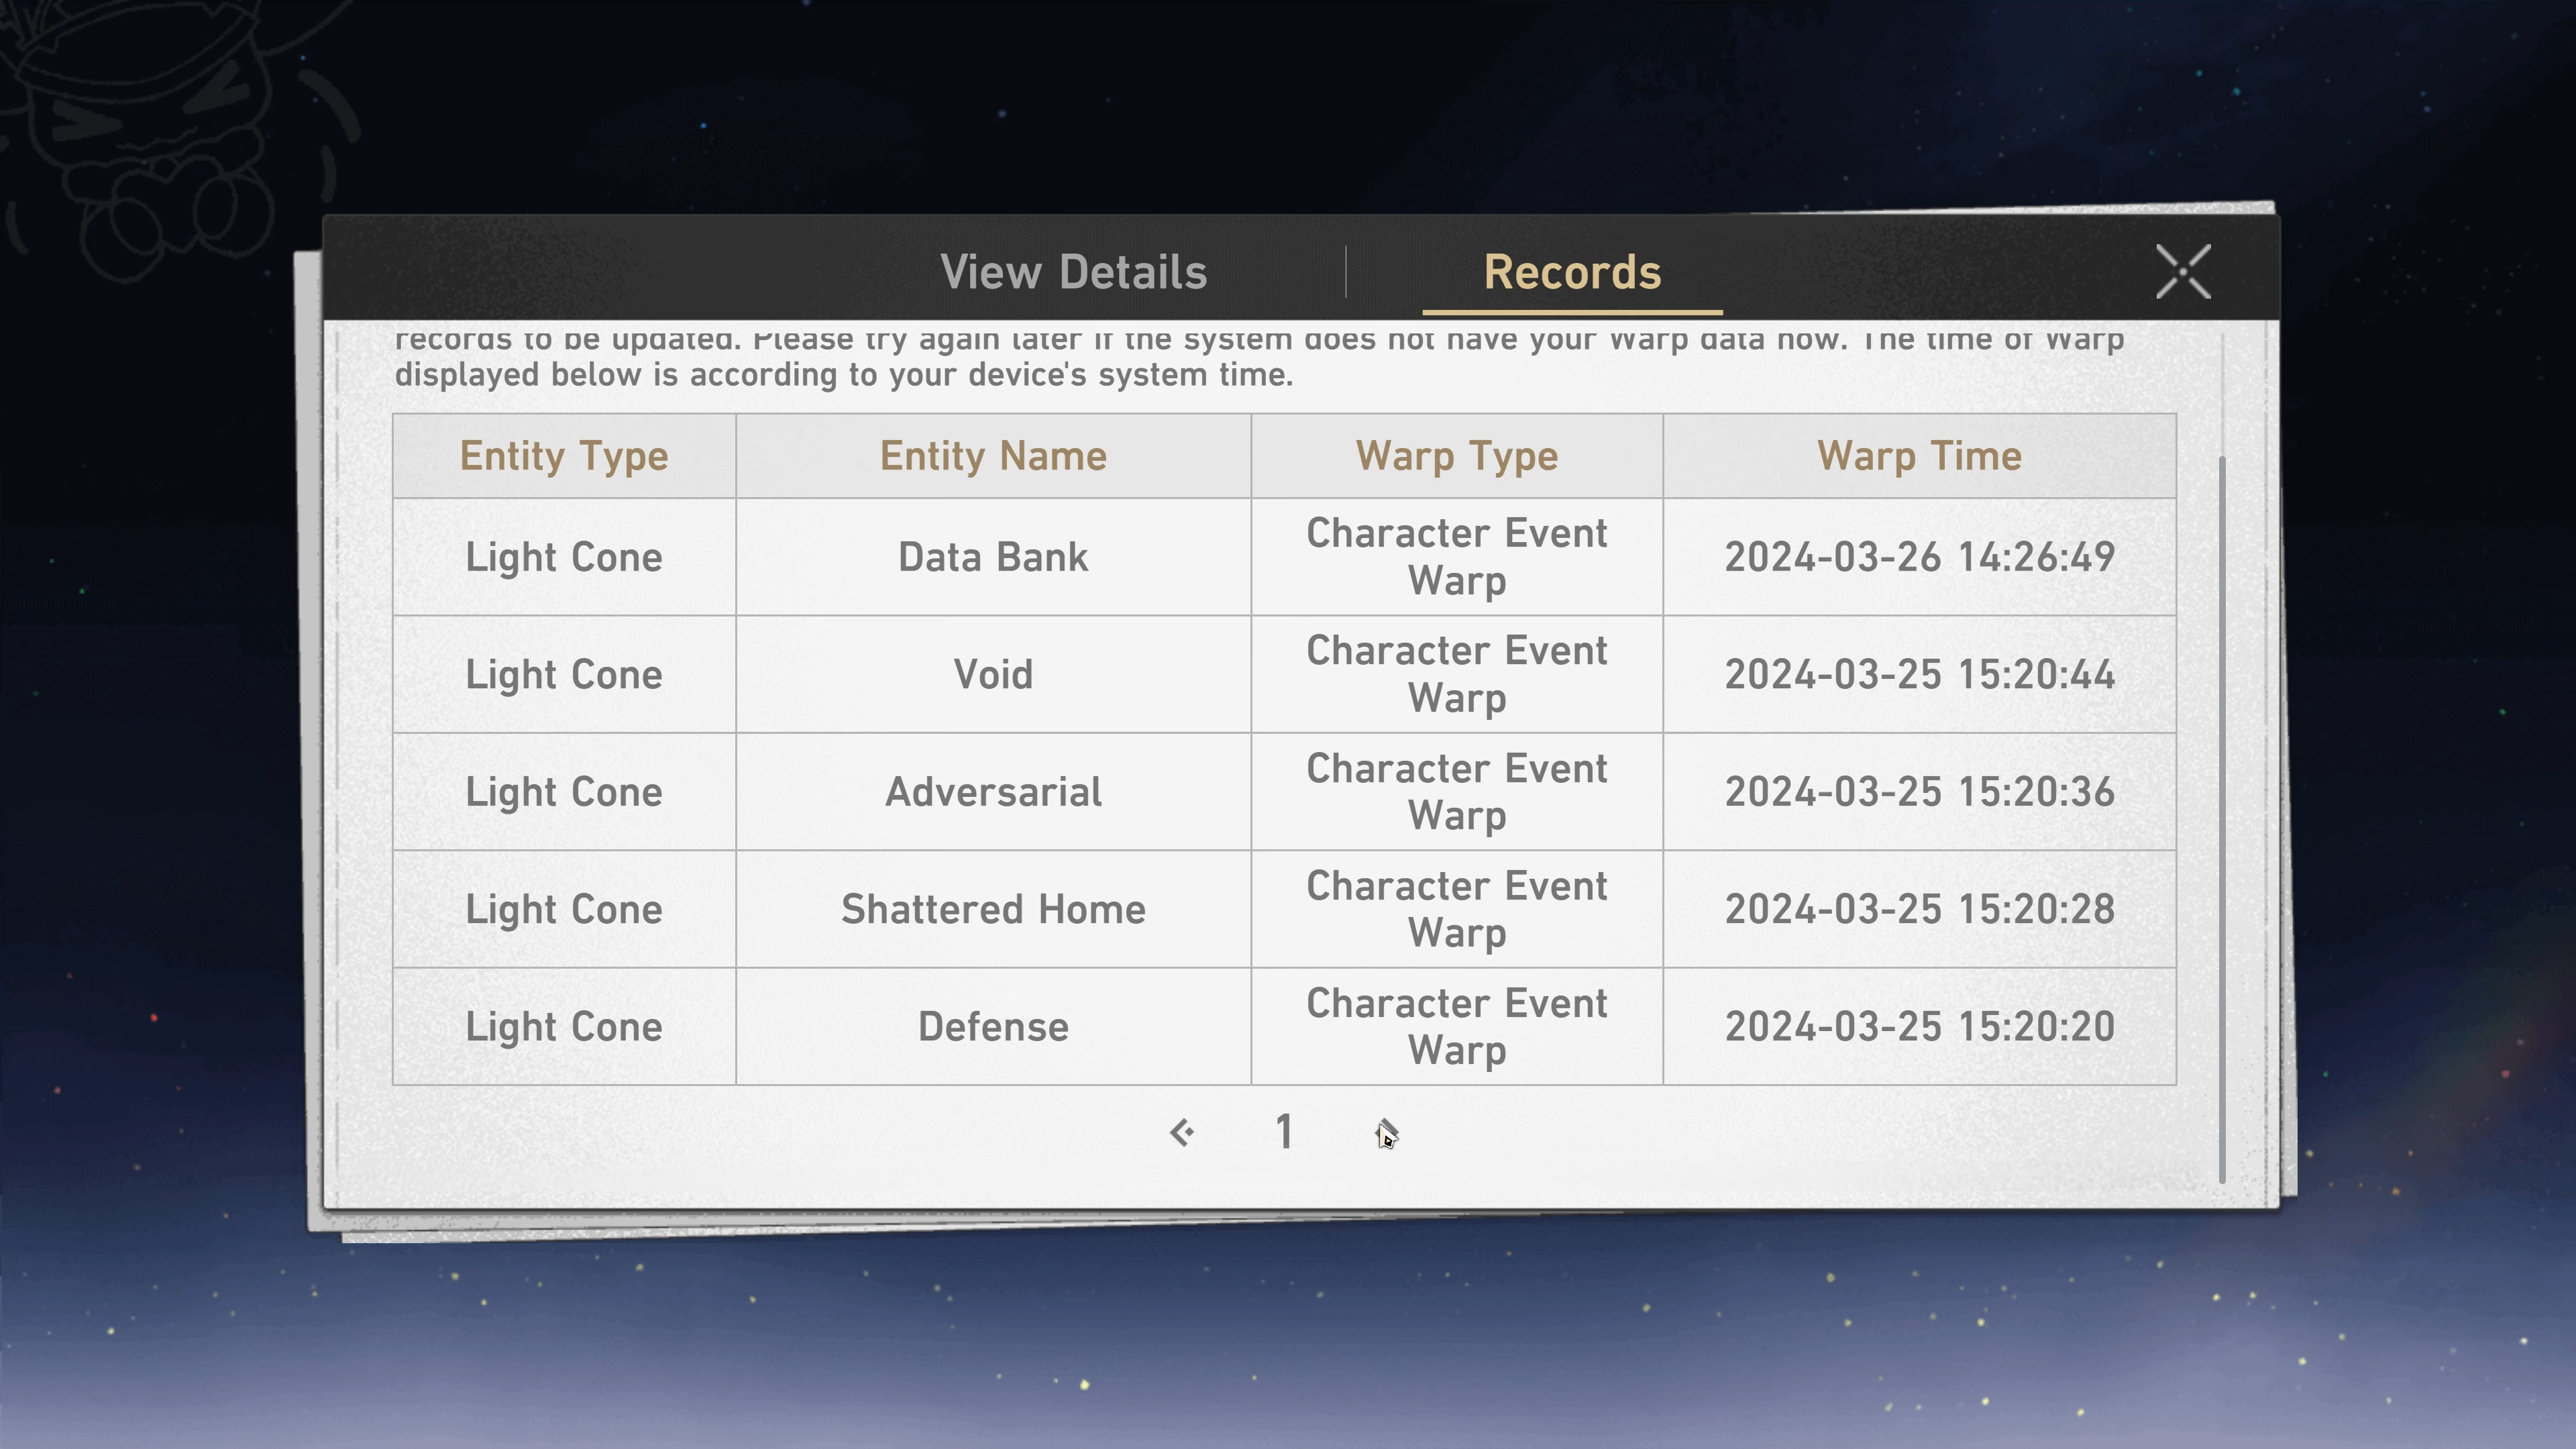 View Details
Records
records to be updated. Please try again later if the system does not have your Warp data now. The time of Warp
displayed below is according to your device's system time.
Entity Type Entity Name Warp Type Warp Time
Light Cone Data Bank Character Event Warp 2024-03-26 14:26:49
Light Cone Void Character Event Warp 2024-03-25 15:20:44
Light Cone Adversarial Character Event Warp 2024-03-25 15:20:36
Light Cone Shattered Home Character Event Warp 2024-03-25 15:20:28
Light Cone Defense Character Event Warp 2024-03-25 15:20:20
1